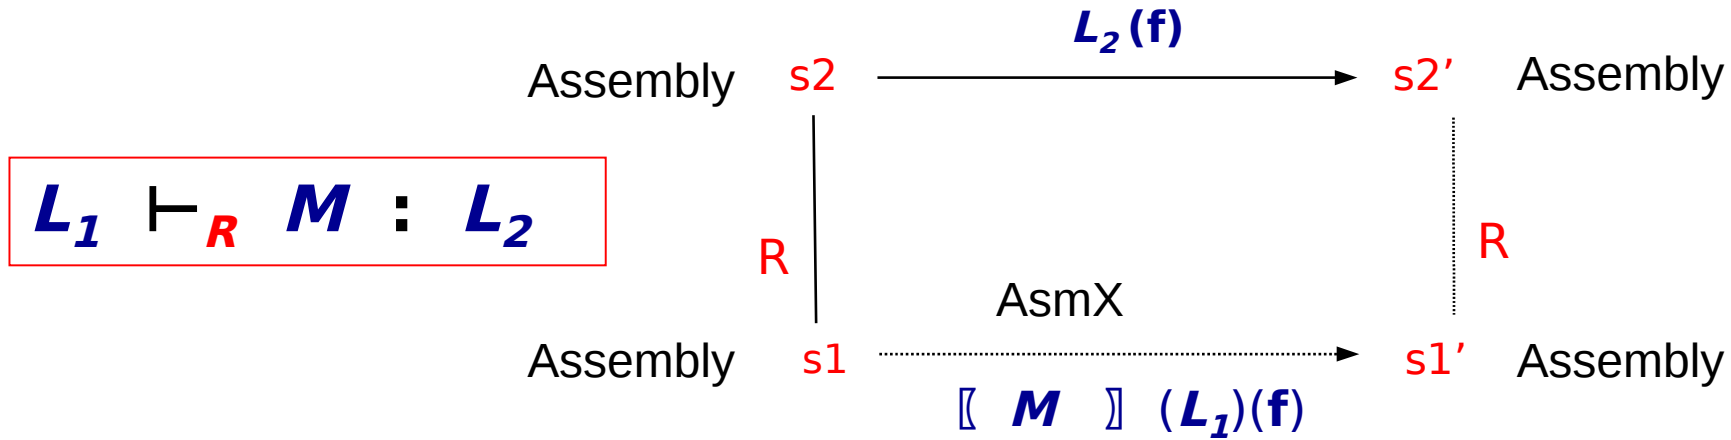 L₂ (f)
Assembly s2 s2’ Assembly
L₁ ⊢R M : L₂
R R
AsmX
Assembly s1 s1’ Assembly
〖 M 〗 (L₁)(f)